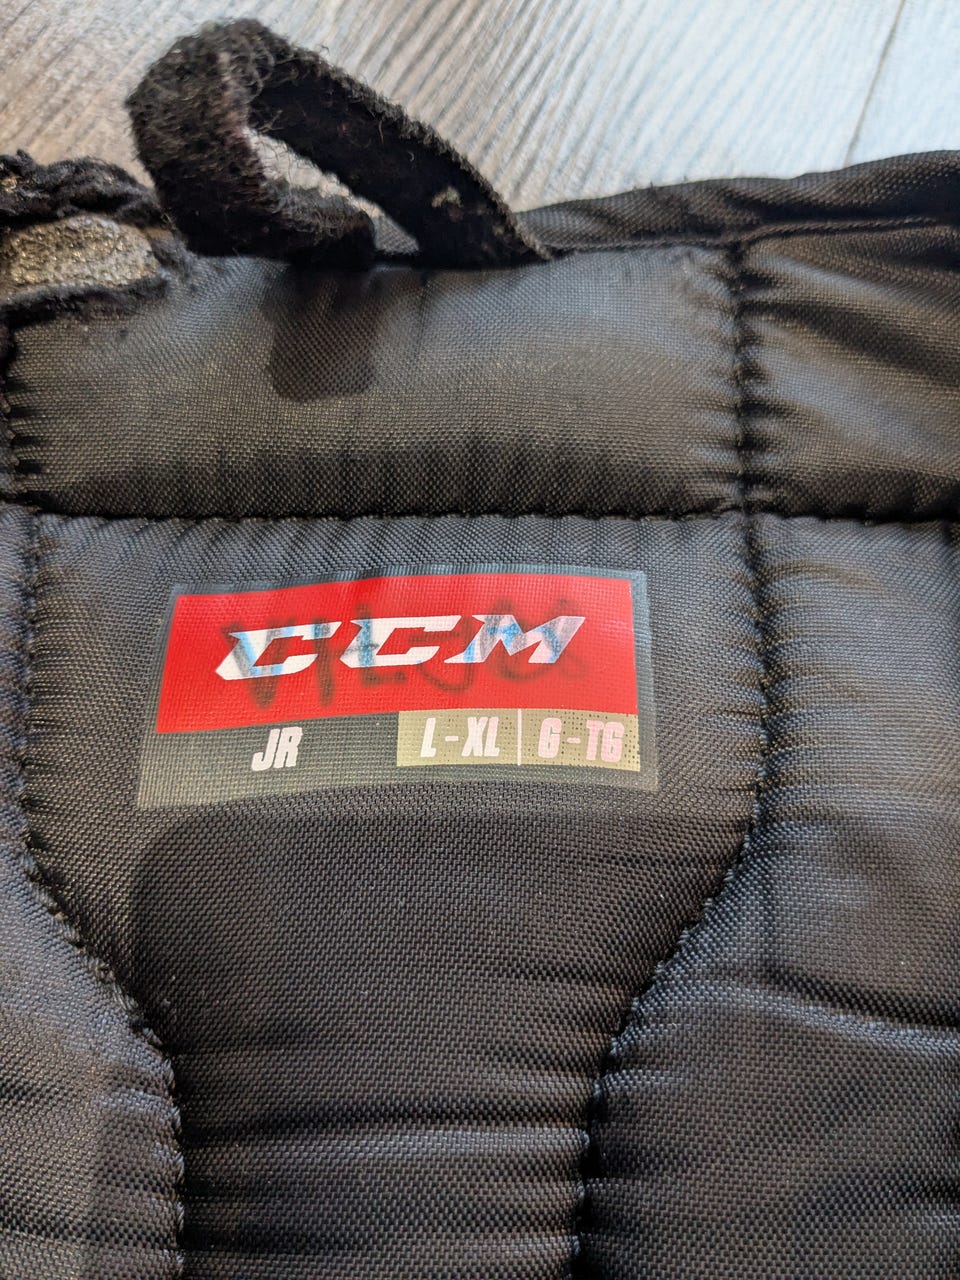 CCM
JR L-XL | G-TG